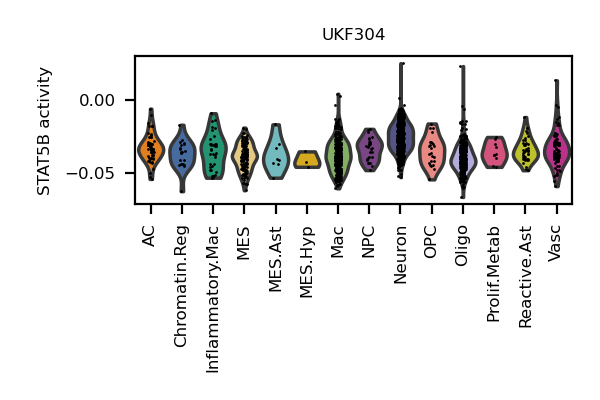 UKF304
STAT5B activity
0.00
−0.05
AC
Chromatin.Reg
Inflammatory.Mac
MES
MES.Ast
MES.Hyp
Mac
NPC
Neuron
OPC
Oligo
Prolif.Metab
Reactive.Ast
Vasc